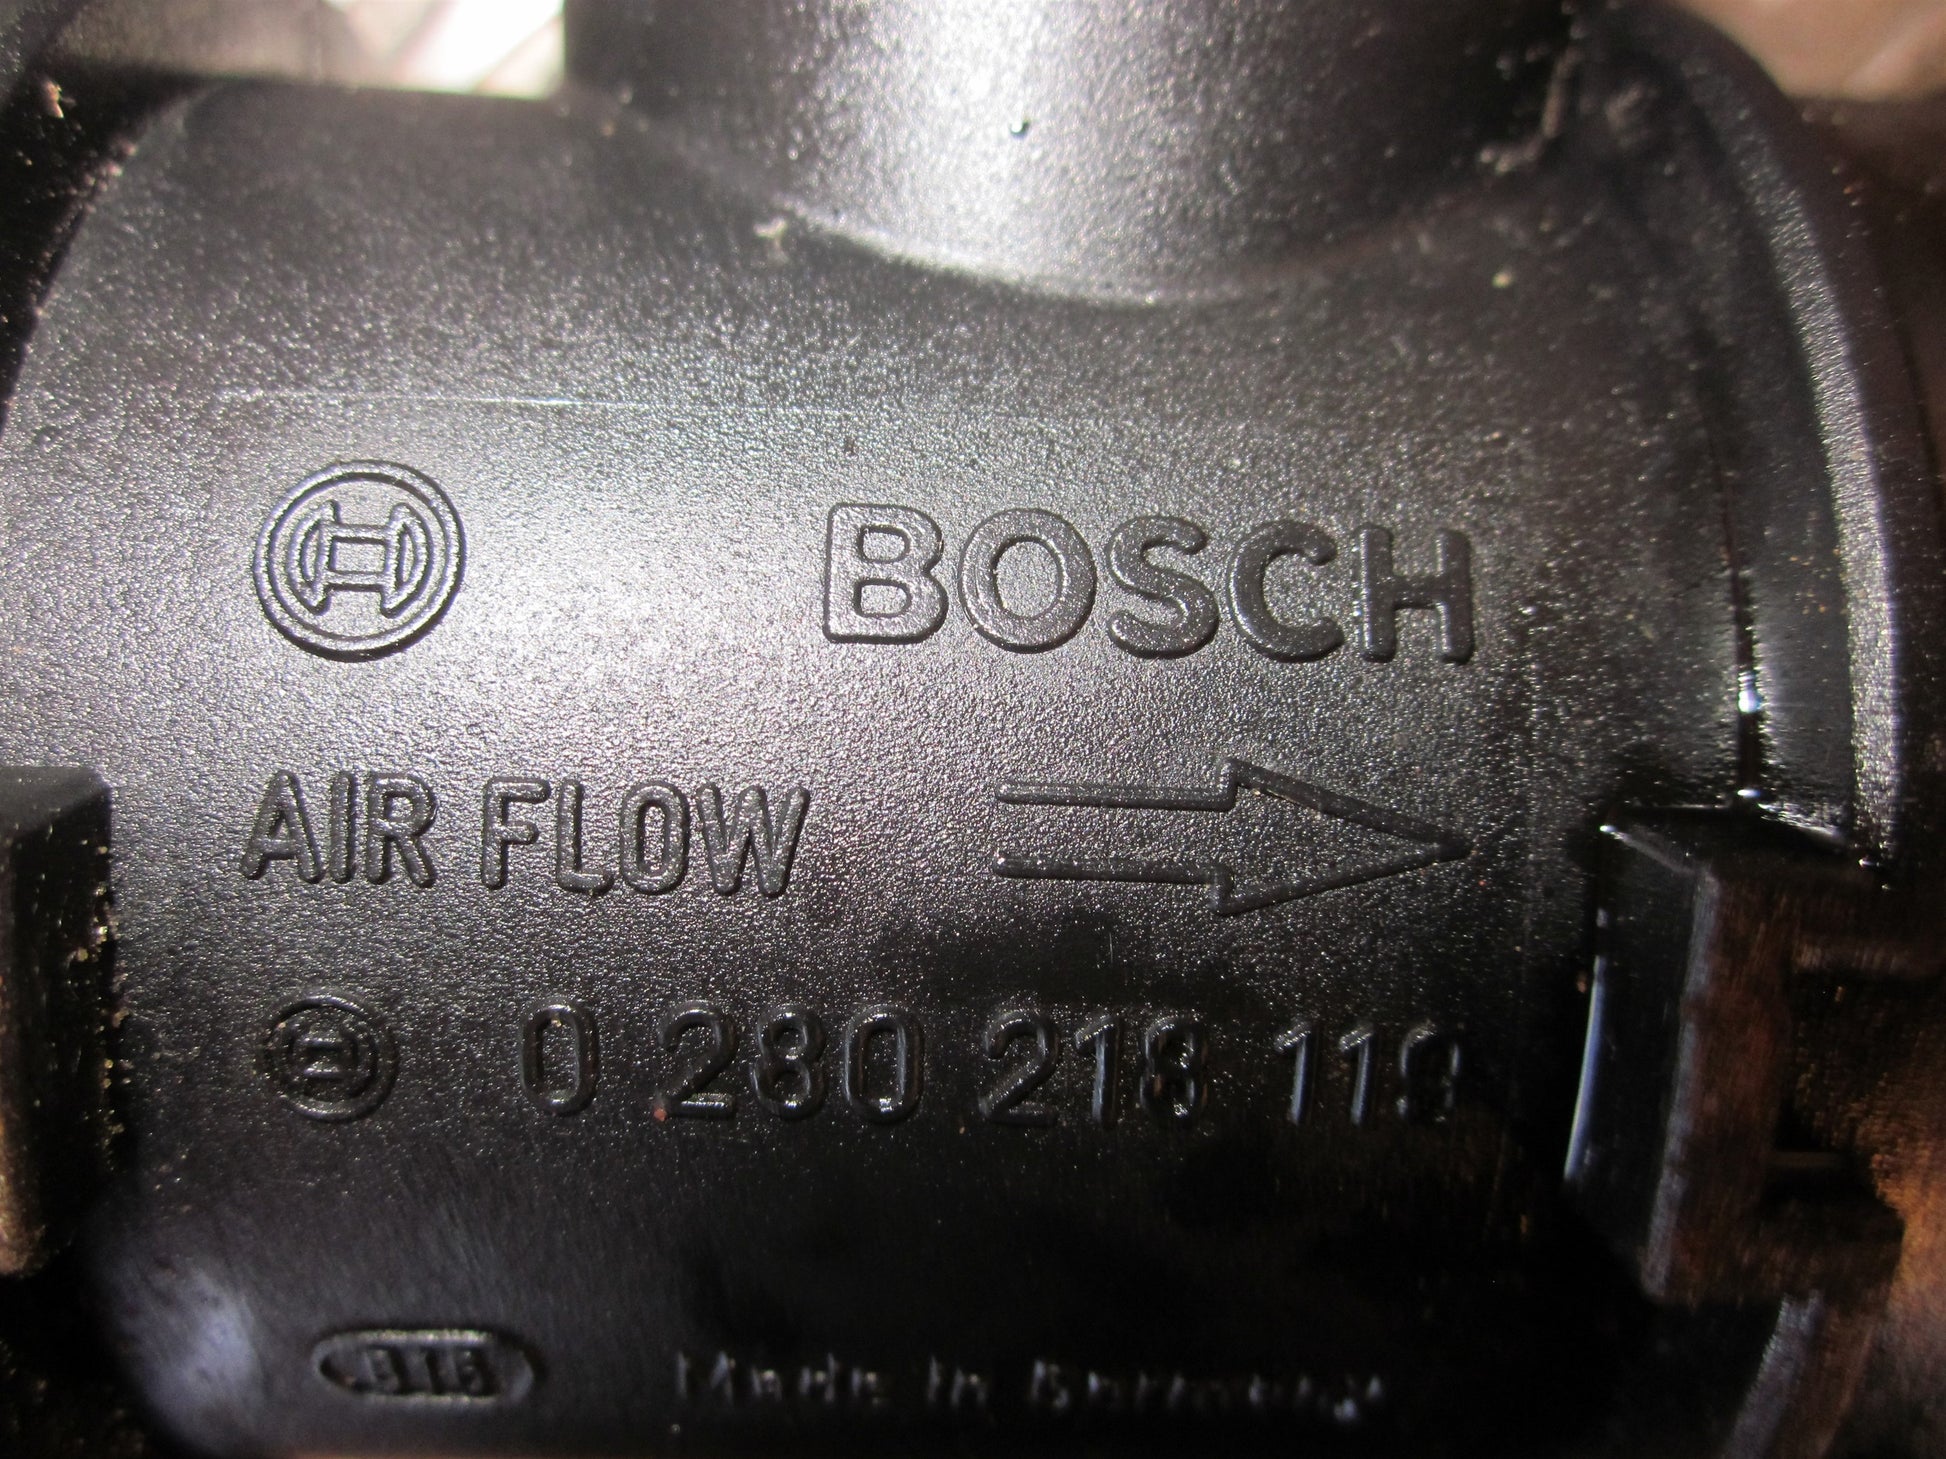 BOSCH
AIR FLOW
0 280 218 119
Made in Germany